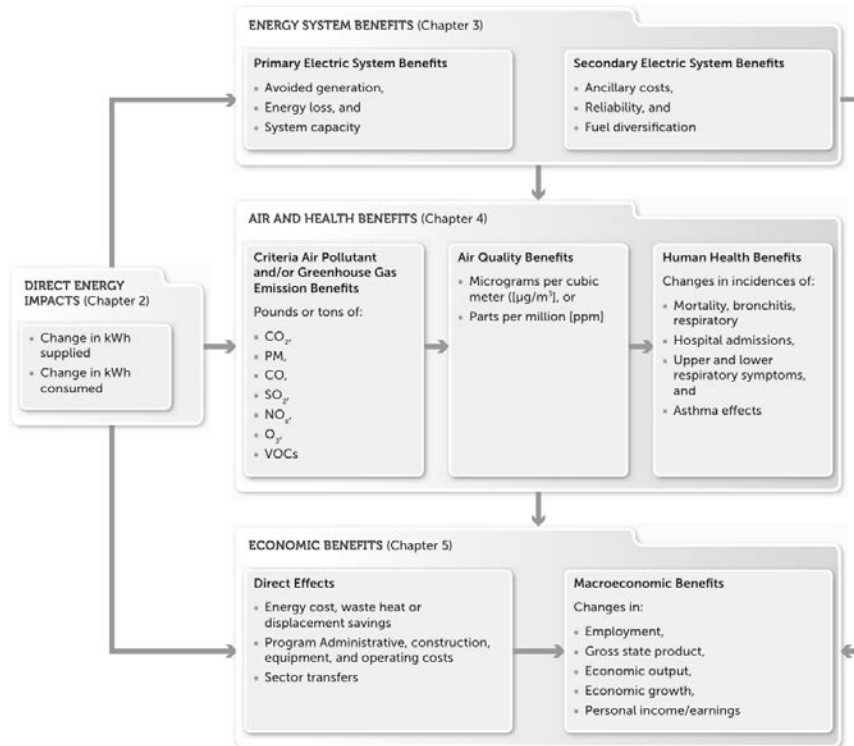 ENERGY SYSTEM BENEFITS (Chapter 3)
Primary Electric System Benefits
▪ Avoided generation,
▪ Energy loss, and
▪ System capacity
Secondary Electric System Benefits
▪ Ancillary costs,
▪ Reliability, and
▪ Fuel diversification
DIRECT ENERGY
IMPACTS (Chapter 2)
▪ Change in kWh
supplied
▪ Change in kWh
consumed
AIR AND HEALTH BENEFITS (Chapter 4)
Criteria Air Pollutant
and/or Greenhouse Gas
Emission Benefits
Pounds or tons of:
▪ CO₂,
▪ PM,
▪ CO,
▪ SO₂,
▪ NOₓ,
▪ O₃,
▪ VOCs
Air Quality Benefits
▪ Micrograms per cubic
meter ([µg/m³], or
▪ Parts per million [ppm]
Human Health Benefits
Changes in incidences of:
▪ Mortality, bronchitis,
respiratory
▪ Hospital admissions,
▪ Upper and lower
respiratory symptoms,
and
▪ Asthma effects
ECONOMIC BENEFITS (Chapter 5)
Direct Effects
▪ Energy cost, waste heat or
displacement savings
▪ Program Administrative, construction,
equipment, and operating costs
▪ Sector transfers
Macroeconomic Benefits
Changes in:
▪ Employment,
▪ Gross state product,
▪ Economic output,
▪ Economic growth,
▪ Personal income/earnings